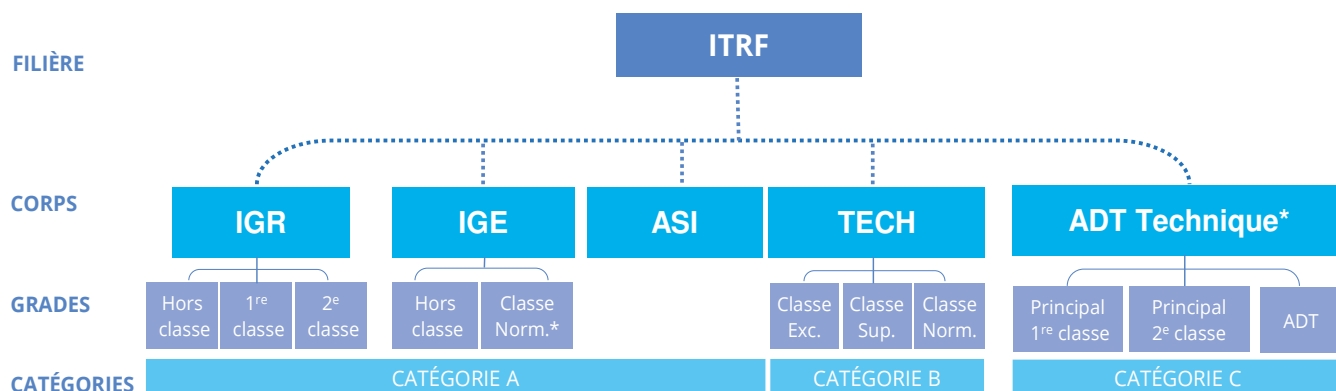 ITRF
FILIÈRE
CORPS
IGR
IGE
ASI
TECH
ADT Technique*
GRADES
Hors
classe
1re
classe
2e
classe
Hors
classe
Classe
Norm.*
Classe
Exc.
Classe
Sup.
Classe
Norm.
Principal
1re classe
Principal
2e classe
ADT
CATÉGORIES
CATÉGORIE A
CATÉGORIE B
CATÉGORIE C